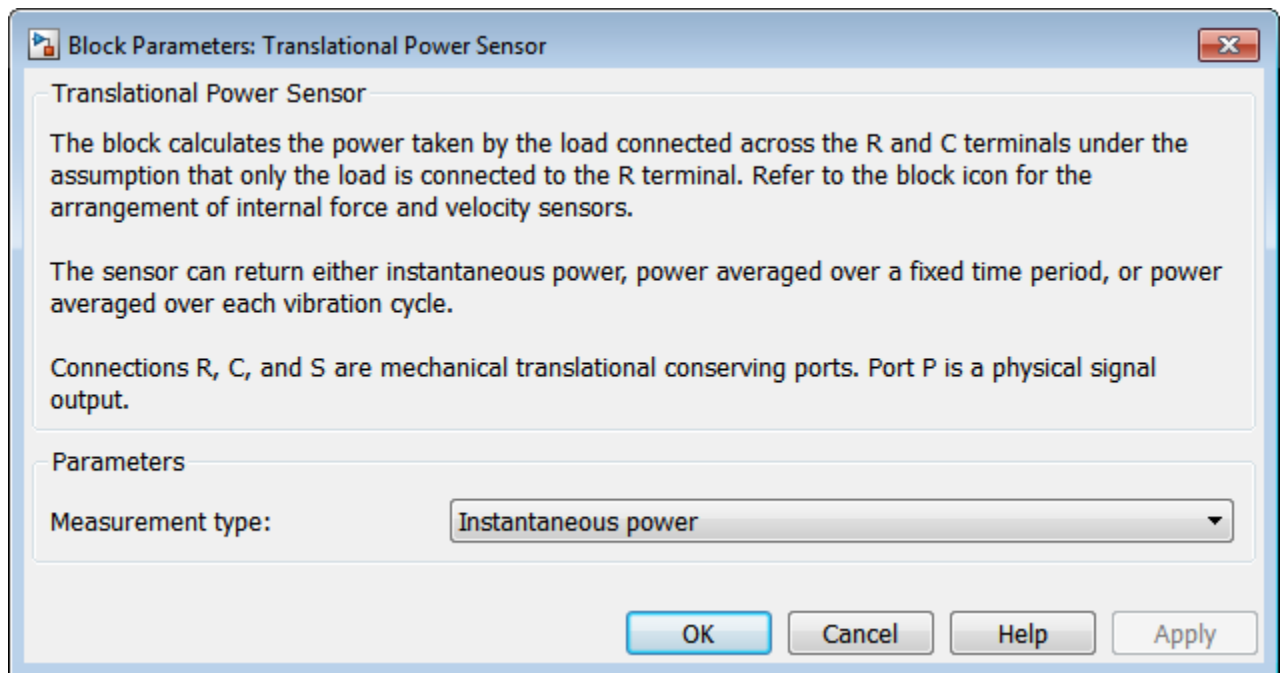 Block Parameters: Translational Power Sensor
Translational Power Sensor
The block calculates the power taken by the load connected across the R and C terminals under the
assumption that only the load is connected to the R terminal. Refer to the block icon for the
arrangement of internal force and velocity sensors.
The sensor can return either instantaneous power, power averaged over a fixed time period, or power
averaged over each vibration cycle.
Connections R, C, and S are mechanical translational conserving ports. Port P is a physical signal
output.
Parameters
Measurement type: Instantaneous power
OK Cancel Help Apply